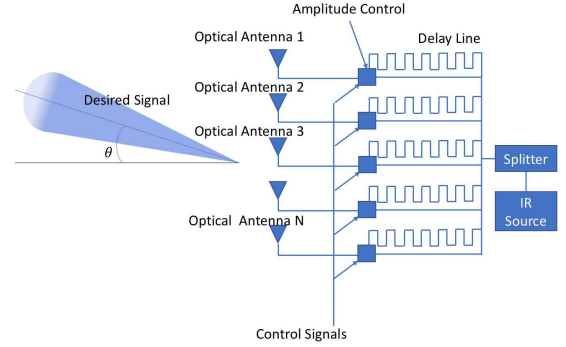 Amplitude Control
Optical Antenna 1
Delay Line
Optical Antenna 2
Desired Signal
Optical Antenna 3
θ
Splitter
IR
Source
Optical Antenna N
Control Signals